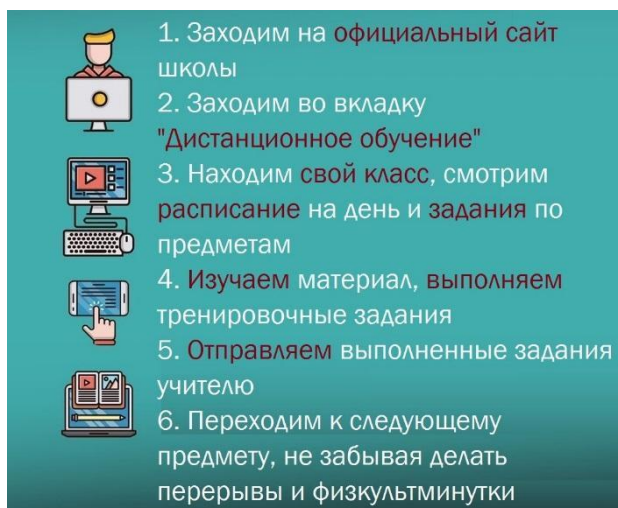 1. Заходим на официальный сайт
школы
2. Заходим во вкладку
"Дистанционное обучение"
3. Находим свой класс, смотрим
расписание на день и задания по
предметам
4. Изучаем материал, выполняем
тренировочные задания
5. Отправляем выполненные задания
учителю
6. Переходим к следующему
предмету, не забывая делать
перерывы и физкультминутки